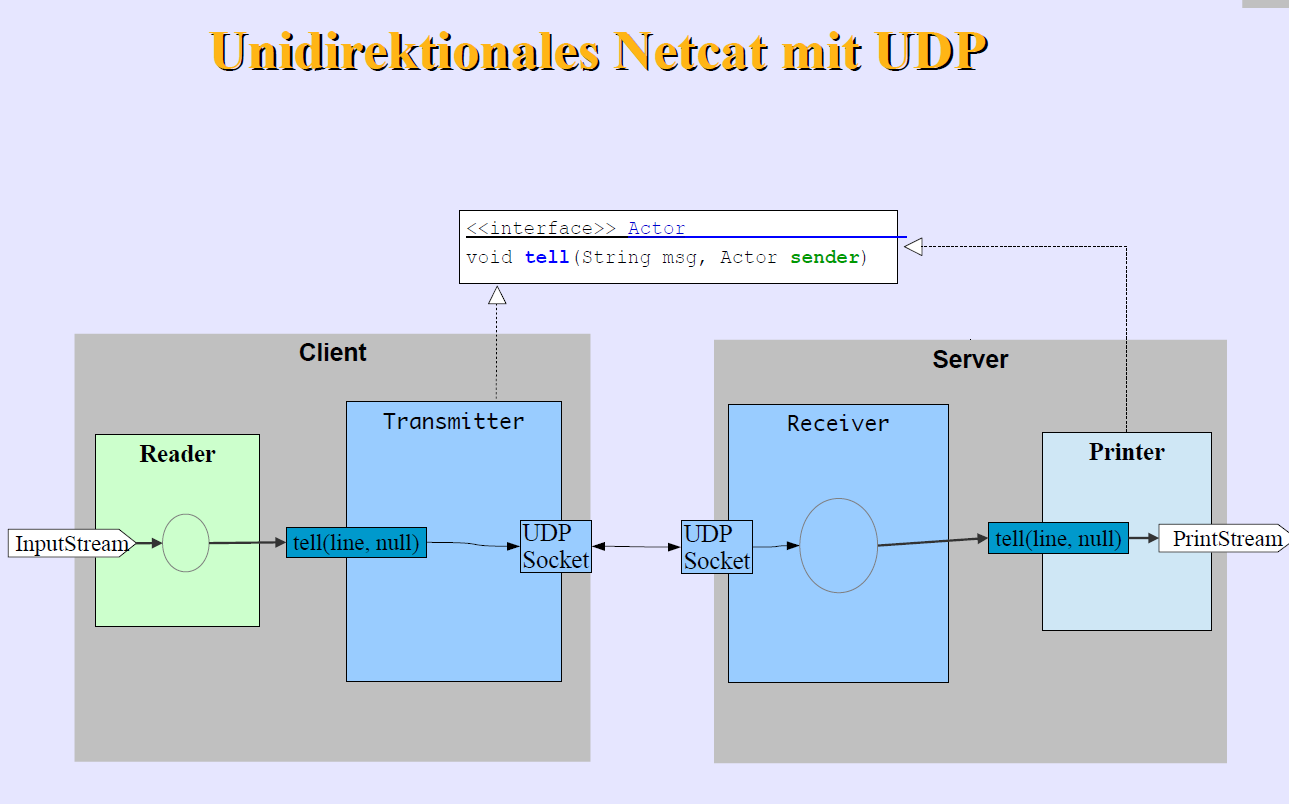 Unidirektionales Netcat mit UDP
<<interface>> Actor
void tell(String msg, Actor sender)
Client
Transmitter
Reader
InputStream
tell(line, null)
UDP
Socket
Server
Receiver
Printer
UDP
Socket
tell(line, null)
PrintStream